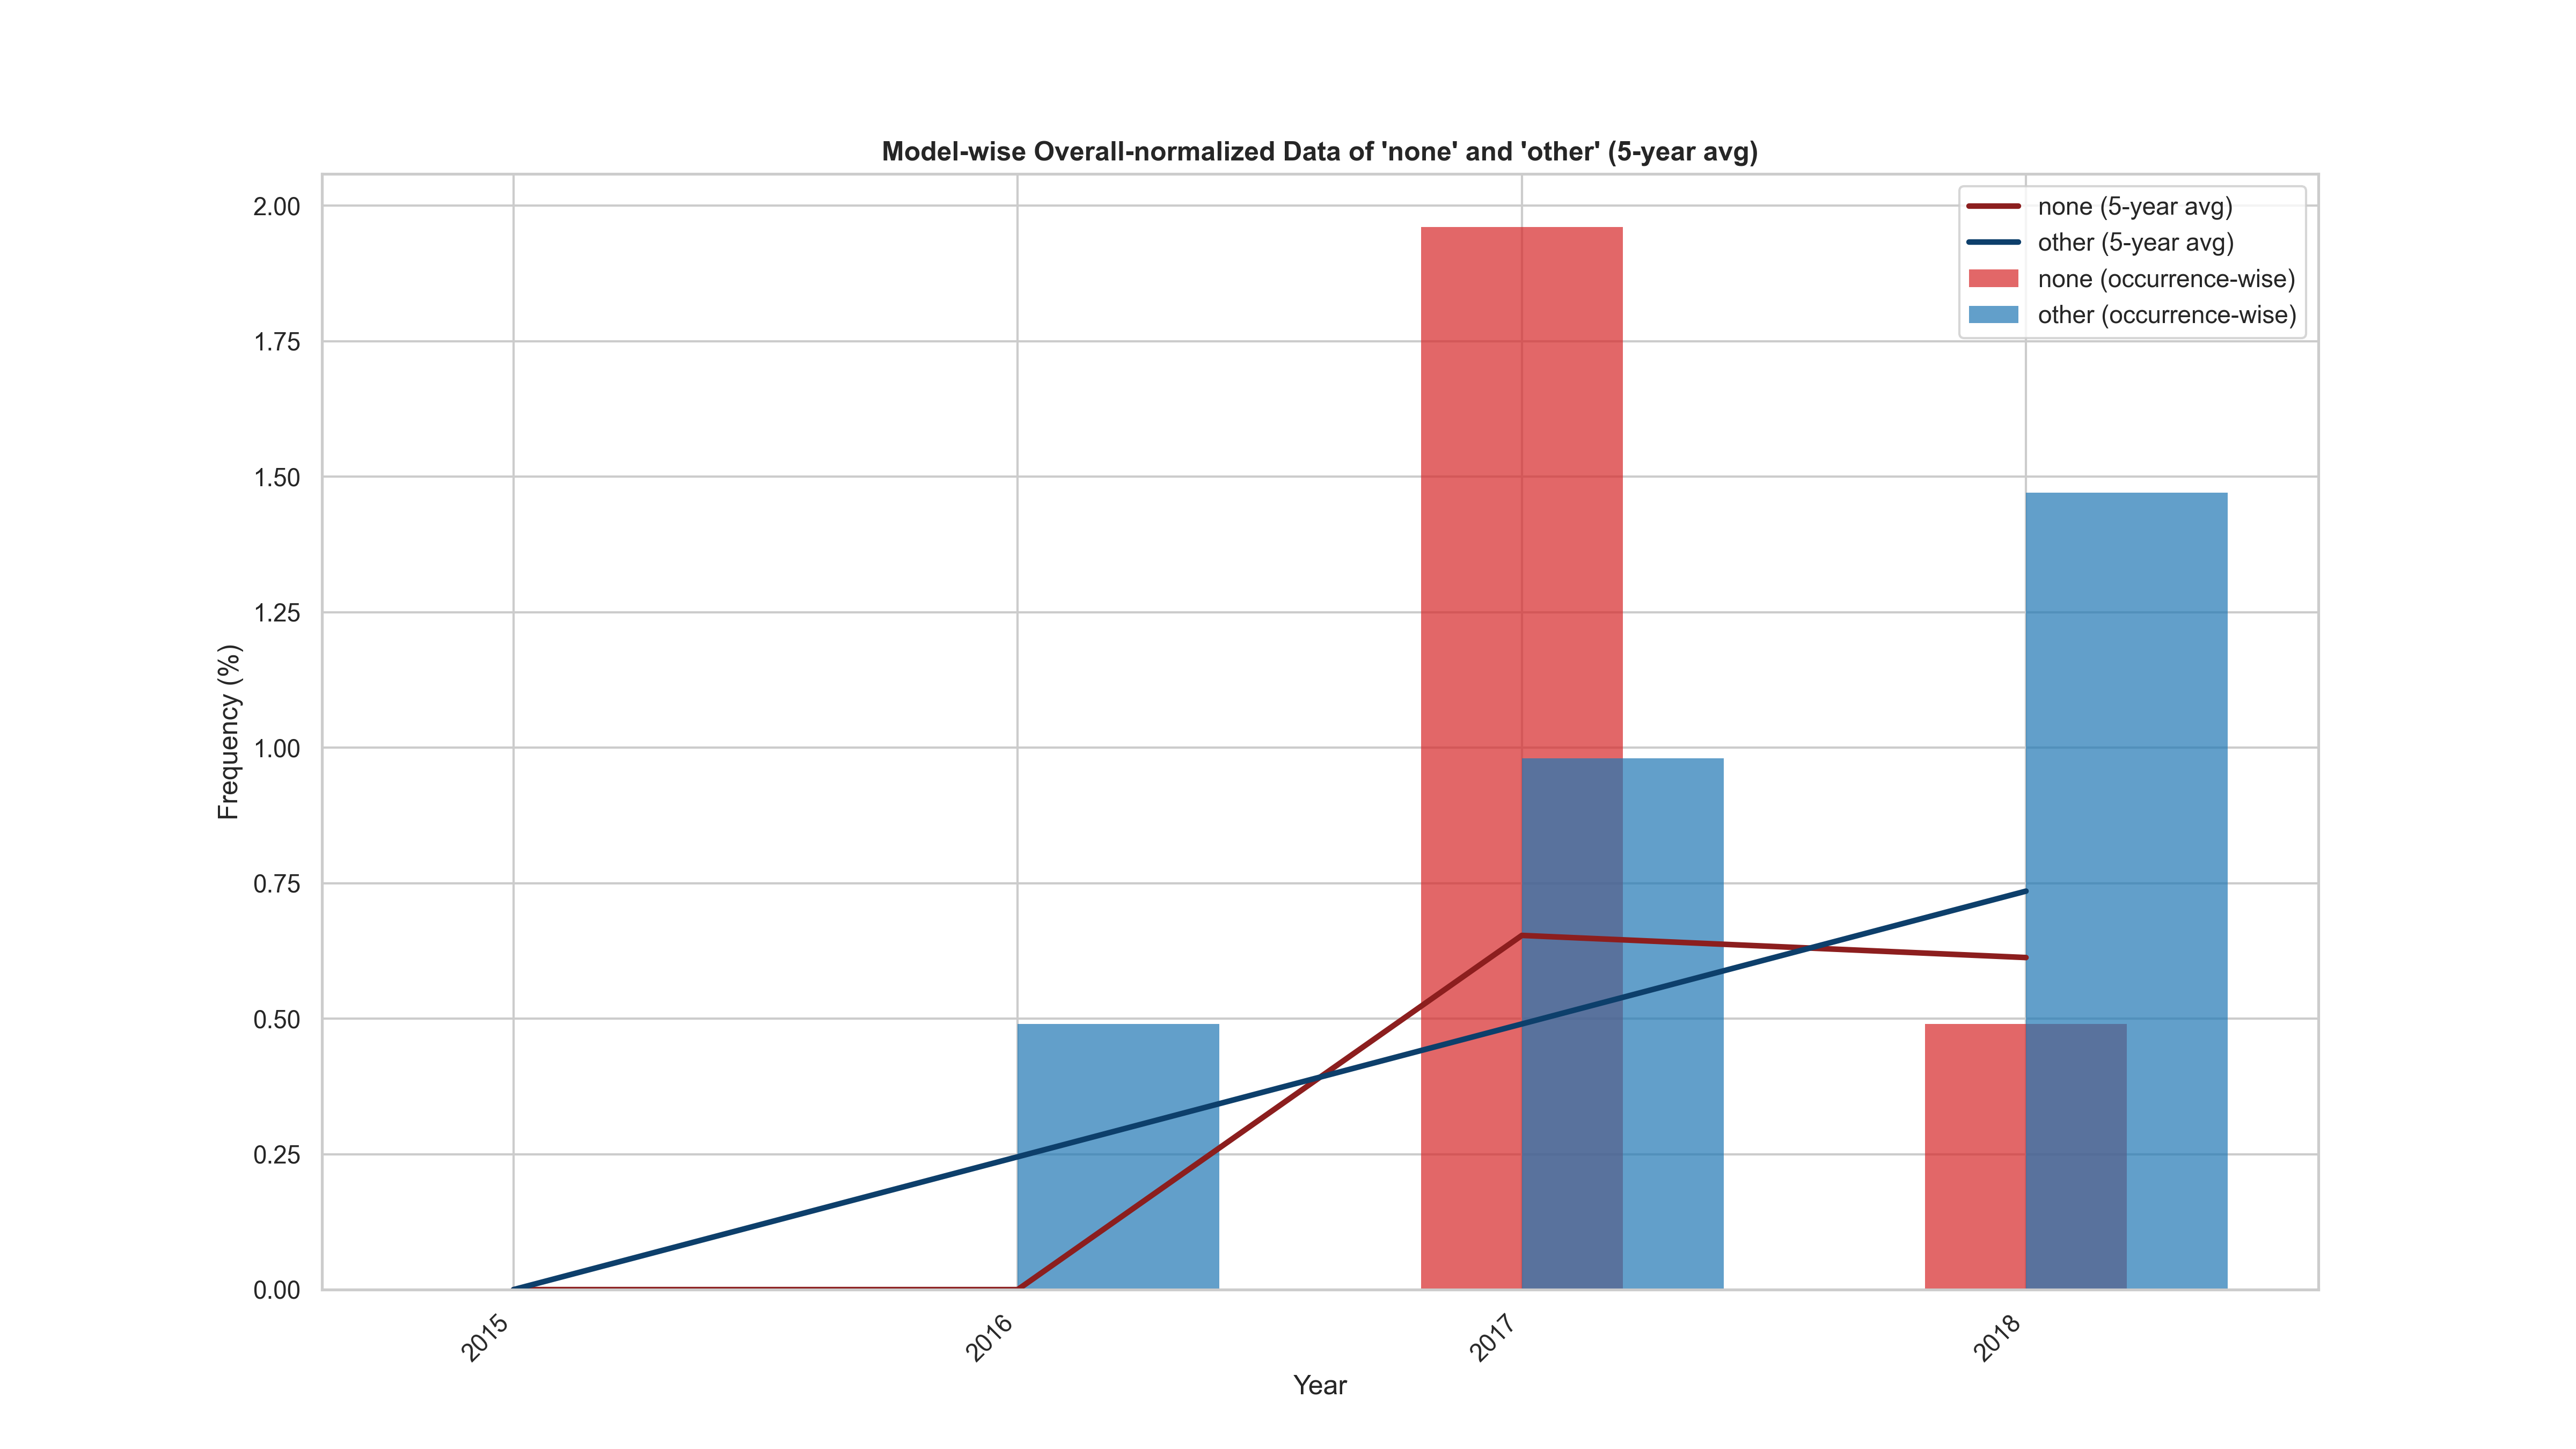 Model-wise Overall-normalized Data of 'none' and 'other' (5-year avg)
none (5-year avg)
other (5-year avg)
none (occurrence-wise)
other (occurrence-wise)
Frequency (%)
2.00
1.75
1.50
1.25
1.00
0.75
0.50
0.25
0.00
2015
2016
2017
2018
Year